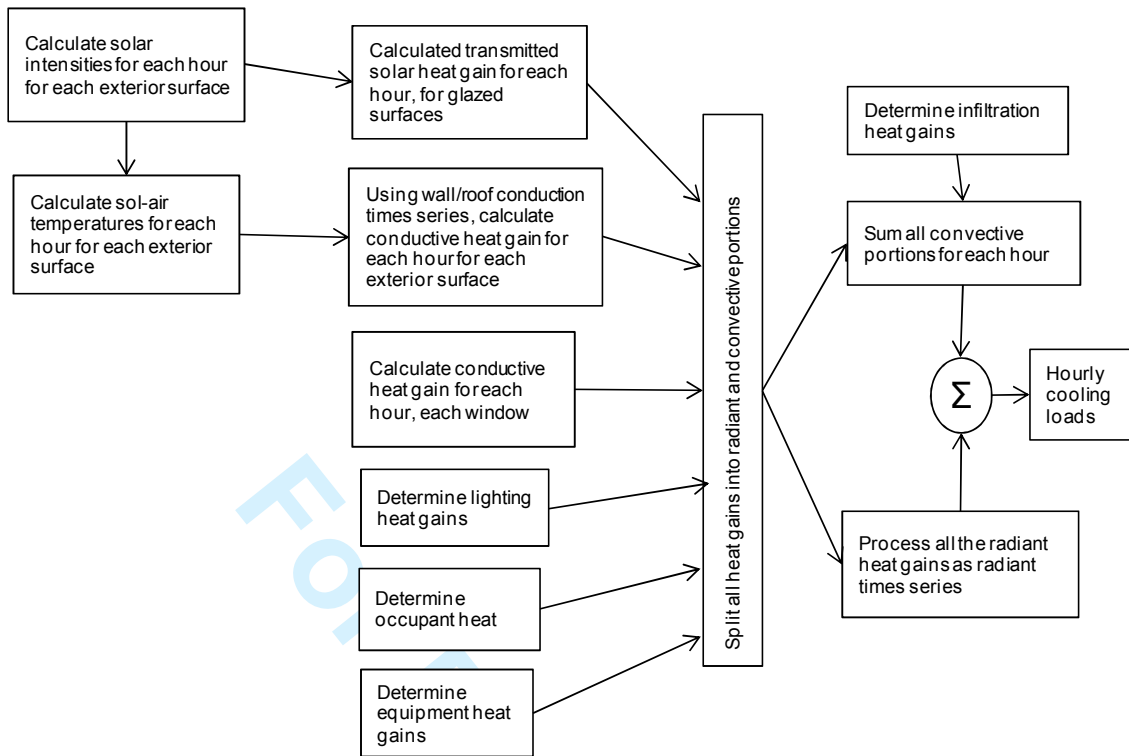 Calculate solar
intensities for each hour
for each exterior surface
Calculate sol-air
temperatures for each
hour for each exterior
surface
Calculated transmitted
solar heat gain for each
hour, for glazed
surfaces
Using wall/roof conduction
times series, calculate
conductive heat gain for
each hour for each
exterior surface
Calculate conductive
heat gain for each
hour, each window
Determine lighting
heat gains
Determine
occupant heat
Determine
equipment heat
gains
Split all heat gains into radiant and convective portions
Determine infiltration
heat gains
Sum all convective
portions for each hour
Σ
Hourly
cooling
loads
Process all the radiant
heat gains as radiant
times series
For